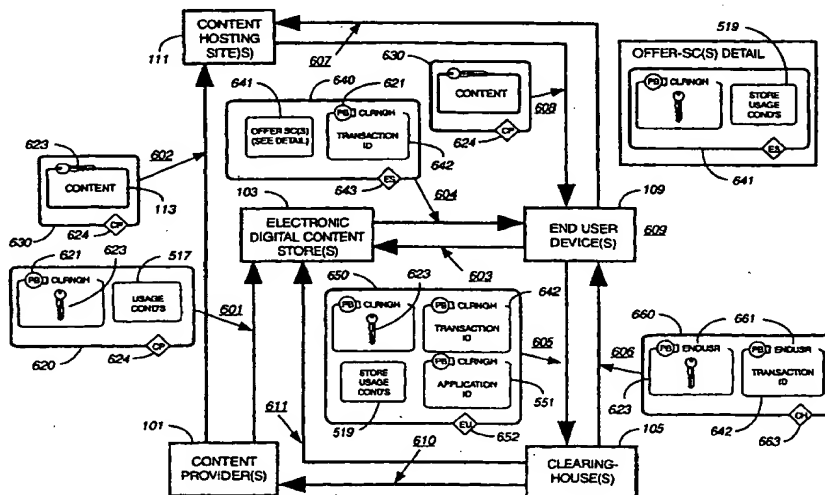 CONTENT
HOSTING
SITE(S)
111
607
630
CONTENT
608
624
CP
OFFER-SC(S) DETAIL
519
PB CLRNGH
STORE
USAGE
COND'S
641
ES
641
640
621
PB CLRNGH
OFFER SC(S)
(SEE DETAIL)
TRANSACTION
ID
642
643
ES
604
623
602
CONTENT
113
630
624
CP
103
ELECTRONIC
DIGITAL CONTENT
STORE(S)
603
109
END USER
DEVICE(S)
609
621
623
517
PB CLRNGH
USAGE
COND'S
601
620
624
CP
650
623
642
PB CLRNGH
PB CLRNGH
TRANSACTION
ID
PB CLRNGH
APPLICATION
ID
STORE
USAGE
COND'S
519
551
605
EU
652
606
660
661
PB ENDUSR
PB ENDUSR
TRANSACTION
ID
623
642
CH
663
611
101
CONTENT
PROVIDER(S)
610
105
CLEARING-
HOUSE(S)